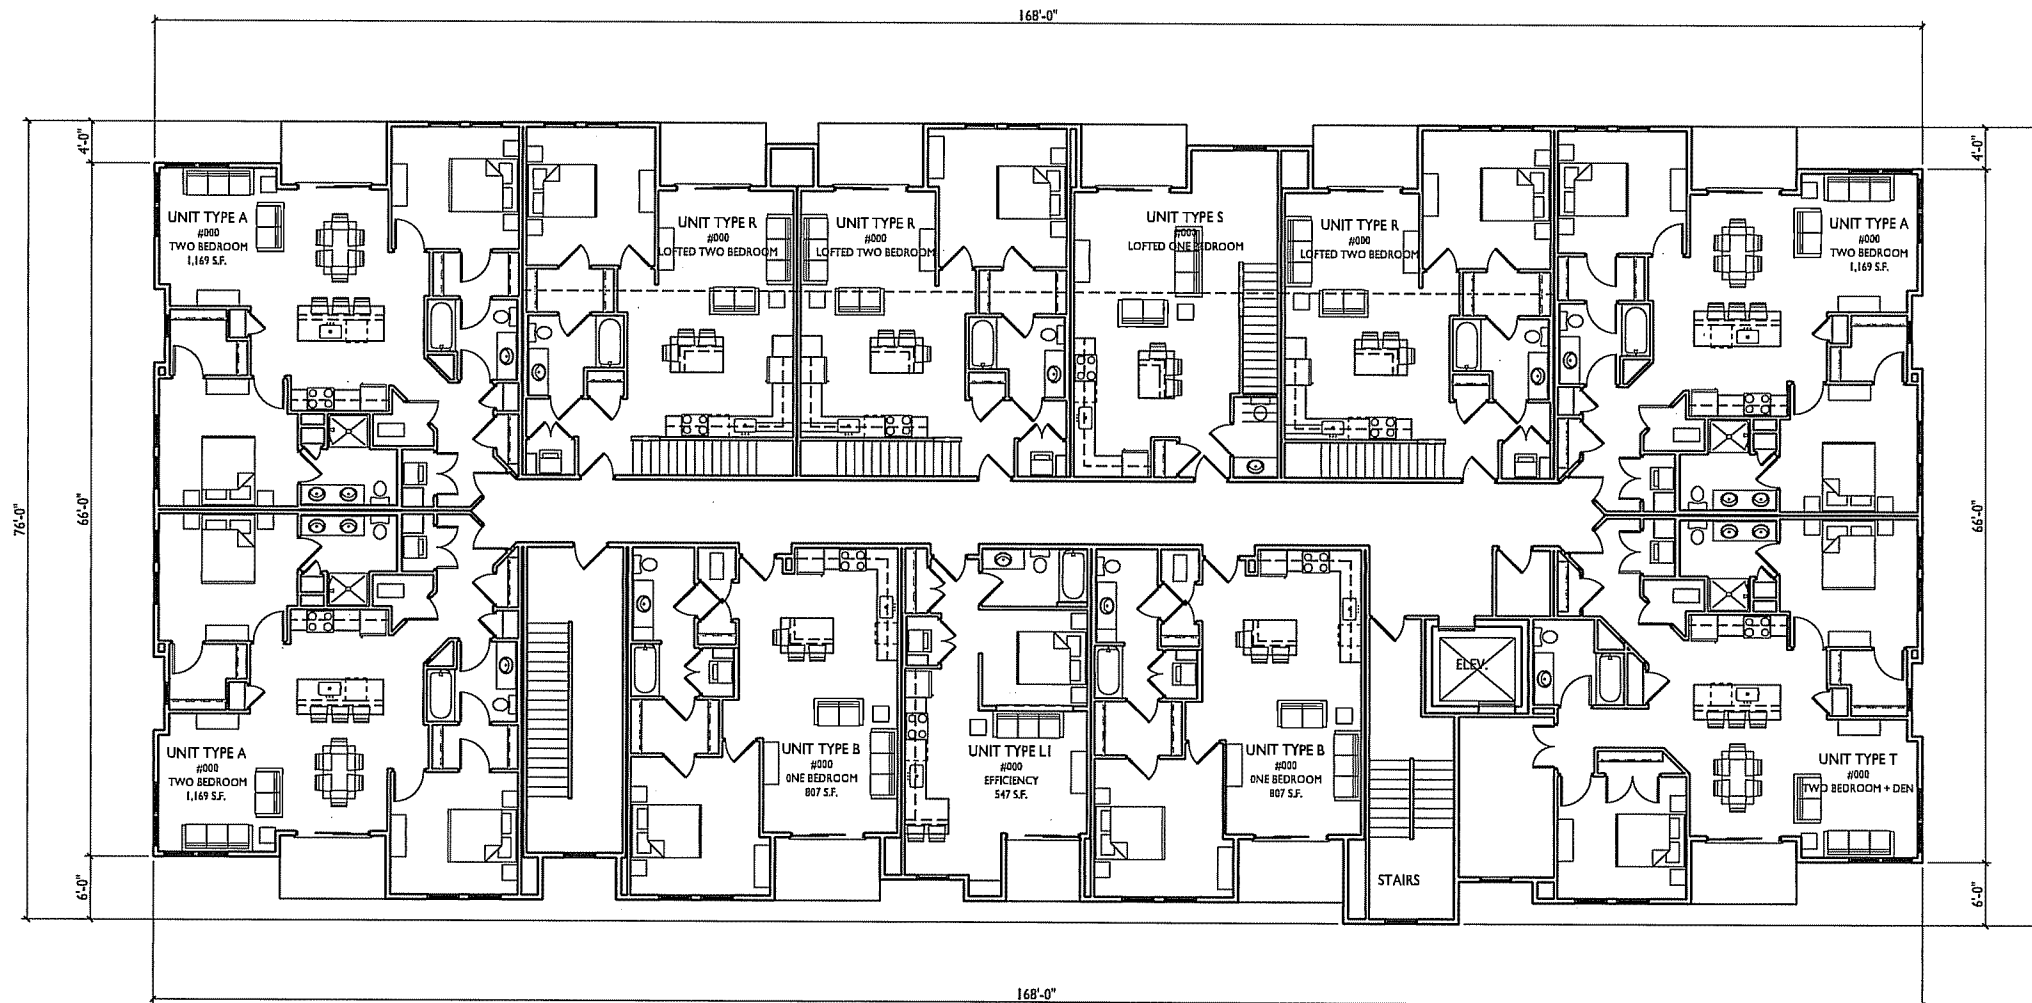 168'-0"
4'-0"
4'-0"
UNIT TYPE A
#000
TWO BEDROOM
1,169 S.F.
UNIT TYPE R
#000
LOFTED TWO BEDROOM
UNIT TYPE R
#000
LOFTED TWO BEDROOM
UNIT TYPE S
#000
LOFTED ONE BEDROOM
UNIT TYPE R
#000
LOFTED TWO BEDROOM
UNIT TYPE A
#000
TWO BEDROOM
1,169 S.F.
76'-0"
66'-0"
66'-0"
ELEV.
UNIT TYPE A
#000
TWO BEDROOM
1,169 S.F.
UNIT TYPE B
#000
ONE BEDROOM
807 S.F.
UNIT TYPE L1
#000
EFFICIENCY
547 S.F.
UNIT TYPE B
#000
ONE BEDROOM
807 S.F.
UNIT TYPE T
#000
TWO BEDROOM + DEN
STAIRS
6'-0"
6'-0"
168'-0"